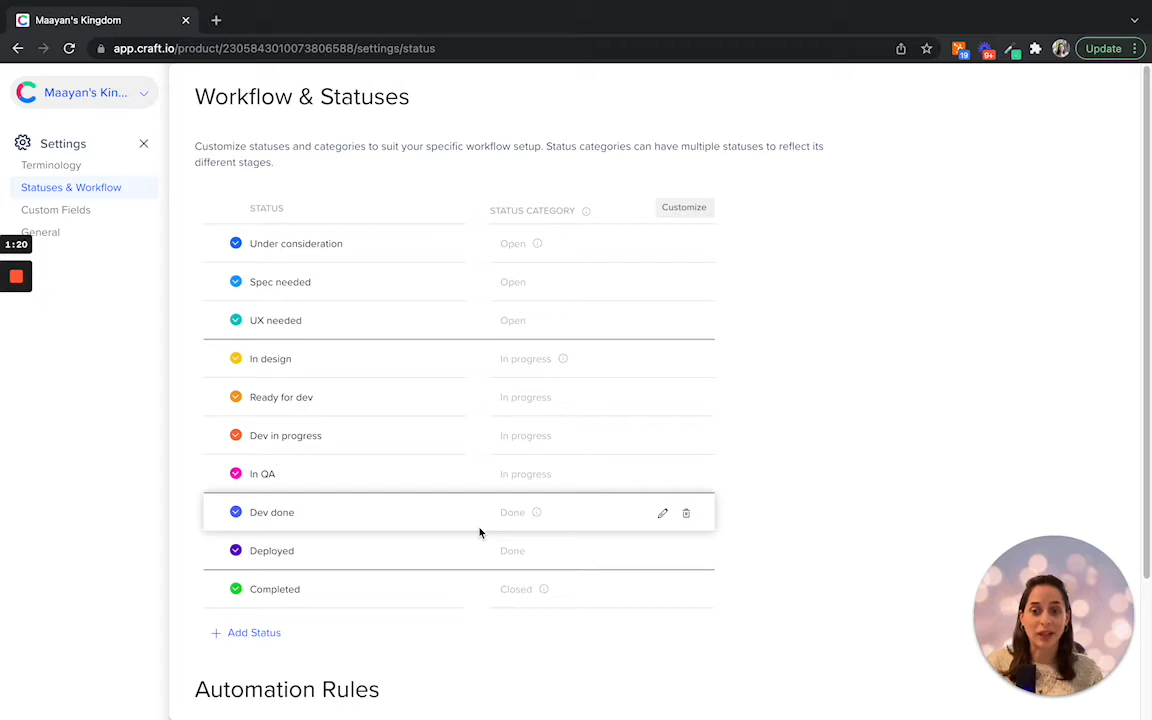 Maayan's Kingdom
app.craft.io/product/2305843010073806588/settings/status
19
9+
Update
Maayan's Kin...
Settings
Terminology
Statuses & Workflow
Custom Fields
General
1:20
Workflow & Statuses
Customize statuses and categories to suit your specific workflow setup. Status categories can have multiple statuses to reflect its
different stages.
STATUS STATUS CATEGORY Customize
Under consideration Open
Spec needed Open
UX needed Open
In design In progress
Ready for dev In progress
Dev in progress In progress
In QA In progress
Dev done Done
Deployed Done
Completed Closed
+ Add Status
Automation Rules